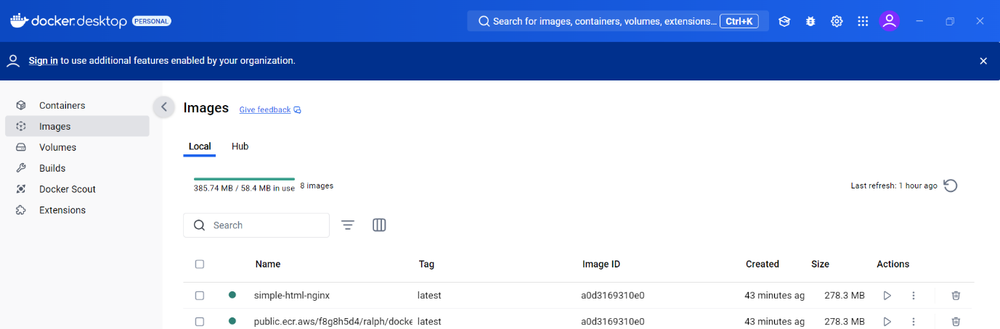 docker.desktop PERSONAL
Search for images, containers, volumes, extensions... Ctrl+K
Sign in to use additional features enabled by your organization.
Containers
Images
Volumes
Builds
Docker Scout
Extensions
Images Give feedback
Local Hub
385.74 MB / 58.4 MB in use 8 images
Last refresh: 1 hour ago
Search
Name Tag Image ID Created Size Actions
simple-html-nginx latest a0d3169310e0 43 minutes ag 278.3 MB
public.ecr.aws/f8g8h5d4/ralph/docke latest a0d3169310e0 43 minutes ag 278.3 MB